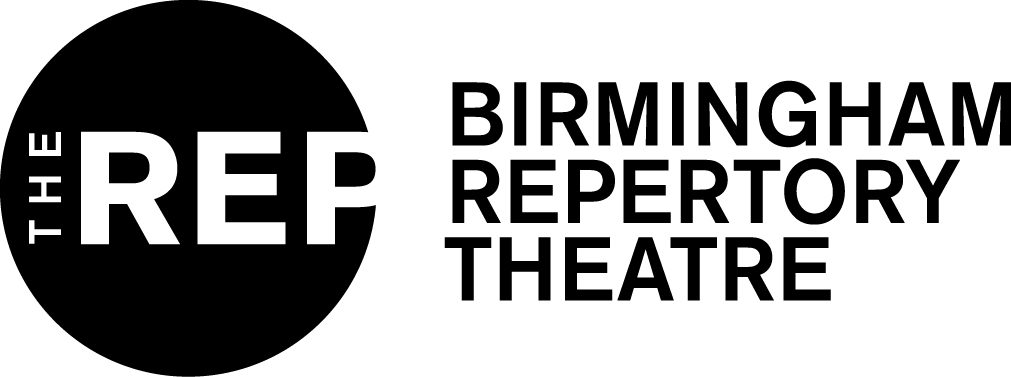 THE REP
BIRMINGHAM
REPERTORY
THEATRE